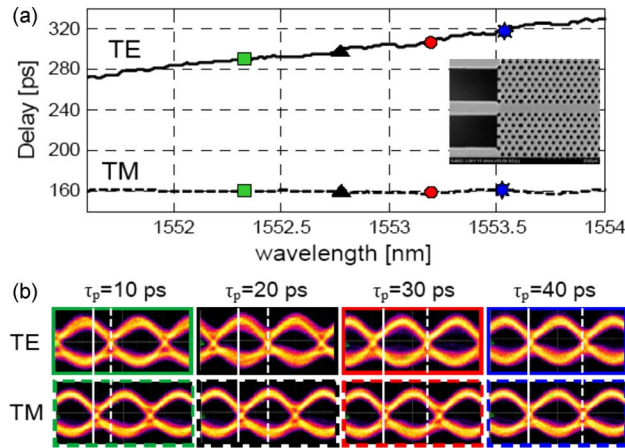 (a)
320
280
240
200
160
Delay [ps]
TE
TM
1552
1552.5
1553
1553.5
1554
wavelength [nm]
(b)
τp=10 ps
τp=20 ps
τp=30 ps
τp=40 ps
TE
TM